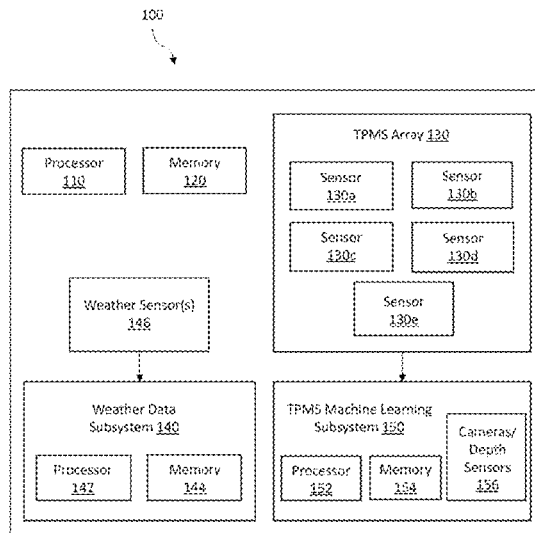 100
TPMS Array 130
Processor
110
Memory
120
Sensor
130a
Sensor
130b
Sensor
130c
Sensor
130d
Sensor
130e
Weather Sensor(s)
146
Weather Data
Subsystem 140
Processor
142
Memory
144
TPMS Machine Learning
Subsystem 150
Processor
152
Memory
154
Cameras/
Depth
Sensors
156